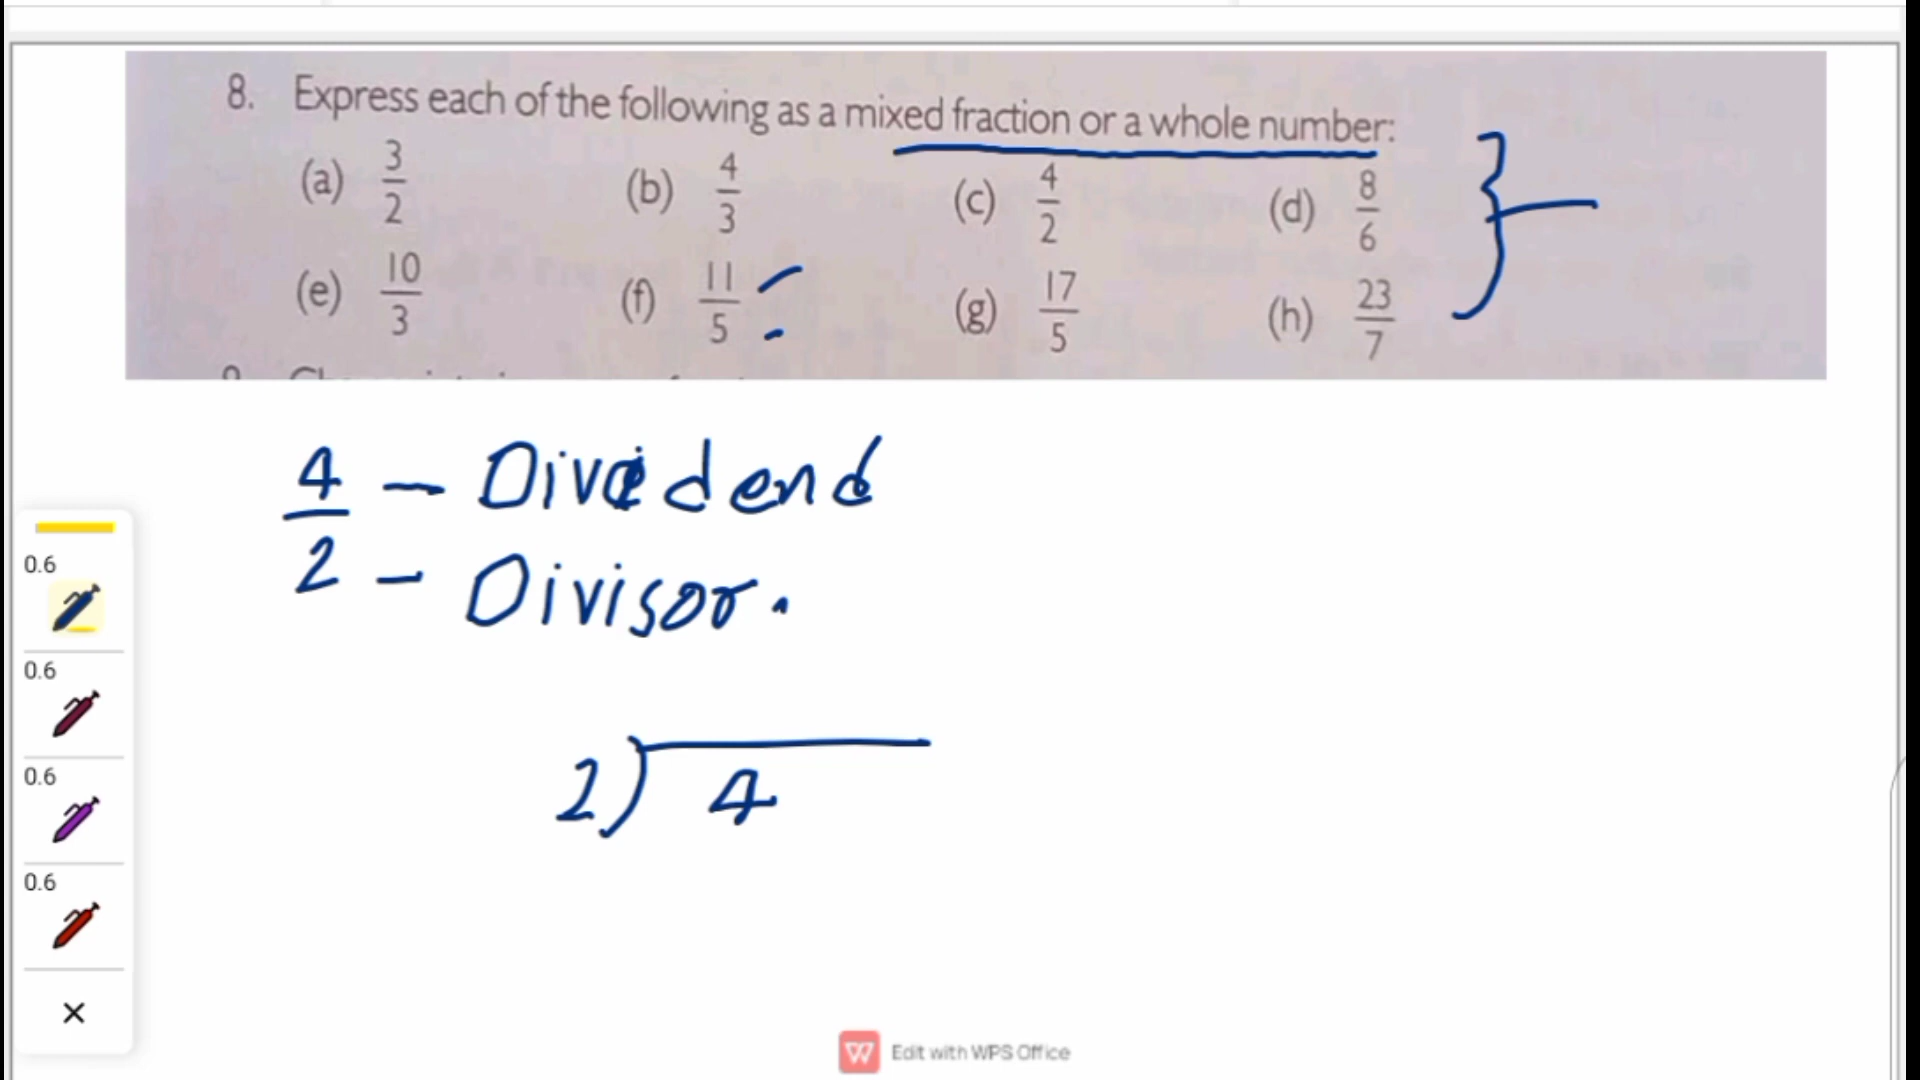 8. Express each of the following as a mixed fraction or a whole number:
(a) 3/2 (b) 4/3 (c) 4/2 (d) 8/6
(e) 10/3 (f) 11/5 (g) 17/5 (h) 23/7
4 - Dividend
2 - Divisor.
2) 4
0.6
0.6
0.6
0.6
Edit with WPS Office